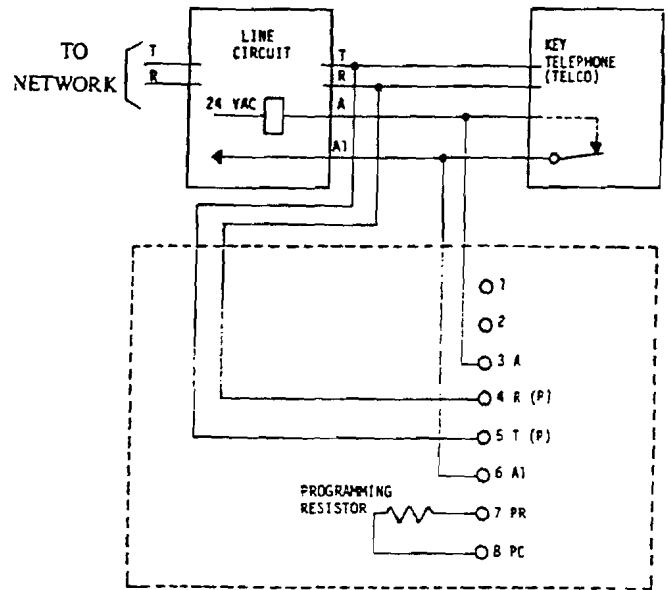 TO
NETWORK
T
R
LINE
CIRCUIT
24 VAC
T
R
A
A1
KEY
TELEPHONE
(TELCO)
1
2
3 A
4 R (P)
5 T (P)
6 A1
PROGRAMMING
RESISTOR
7 PR
8 PC